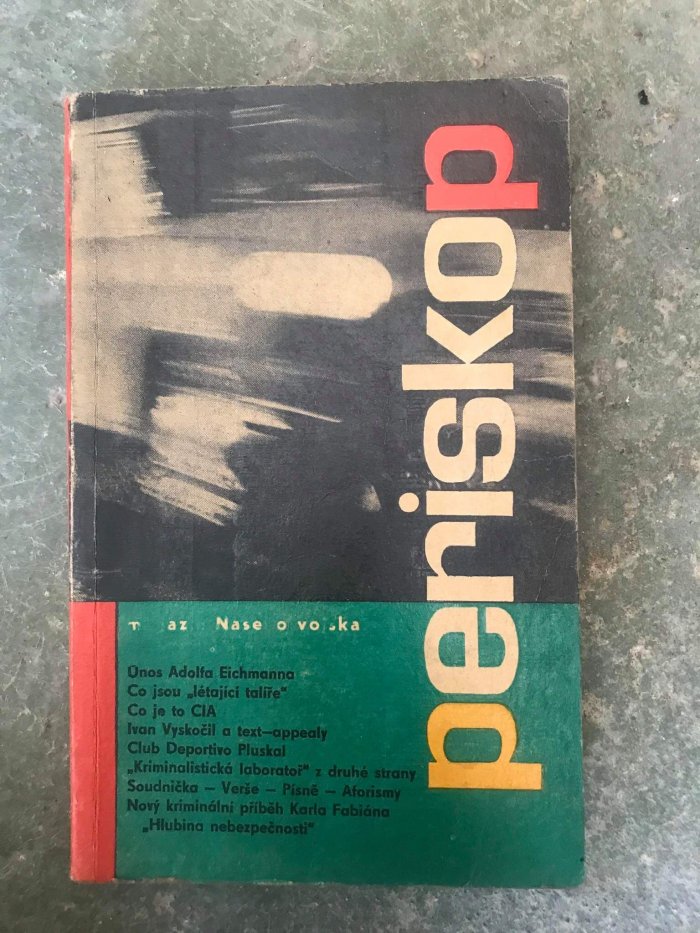 periskop
Únos Adolfa Eichmanna
Co jsou „létající talíře"
Co je to CIA
Ivan Vyskočil a text—appealy
Club Deportivo Pluskal
„Kriminalistická laboratoř" z druhé strany
Soudnička — Verše — Písně — Aforismy
Nový kriminální příběh Karla Fabiána
„Hlubina nebezpečnosti"